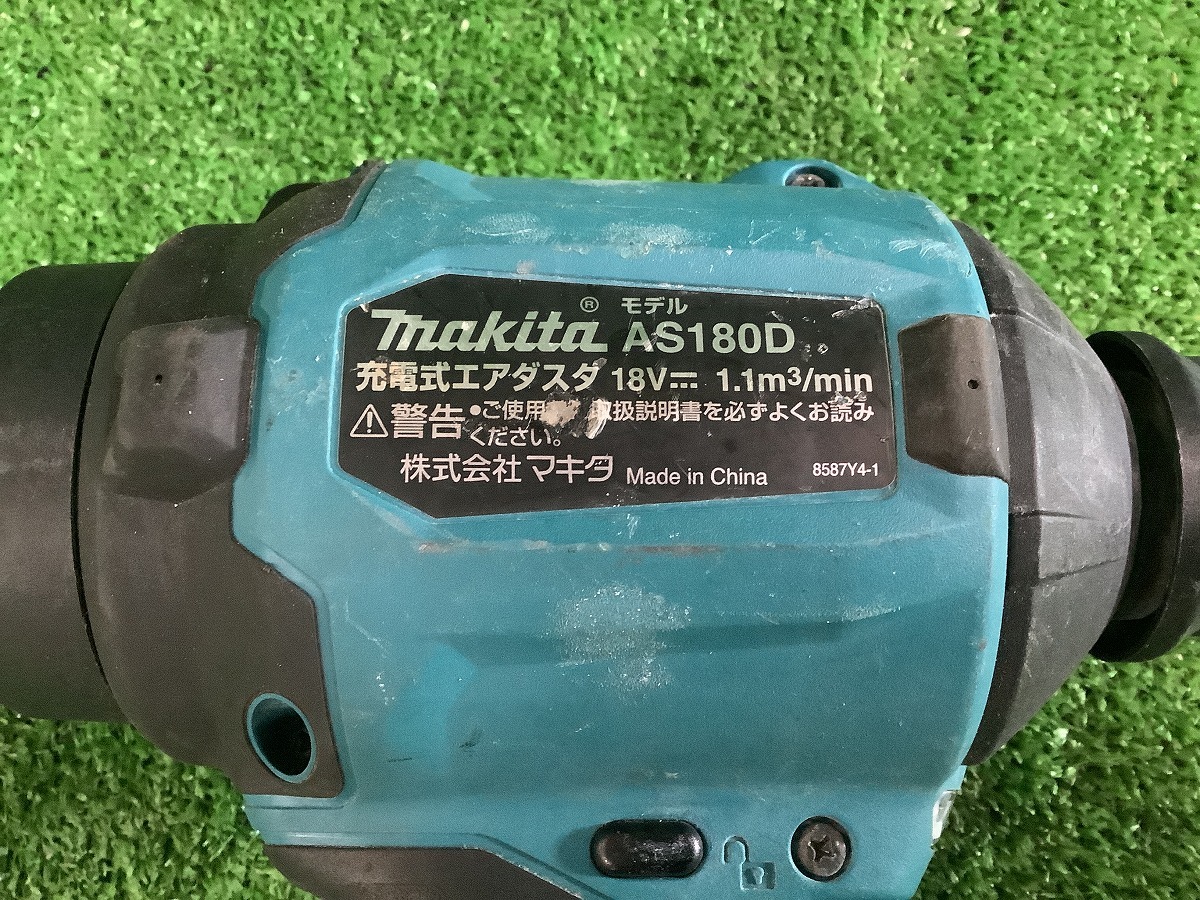 makita® モデル AS180D
充電式エアダスタ 18V⎓ 1.1m³/min
⚠警告 •ご使用 取扱説明書を必ずよくお読み
ください。
株式会社 マキタ Made in China 8587Y4-1